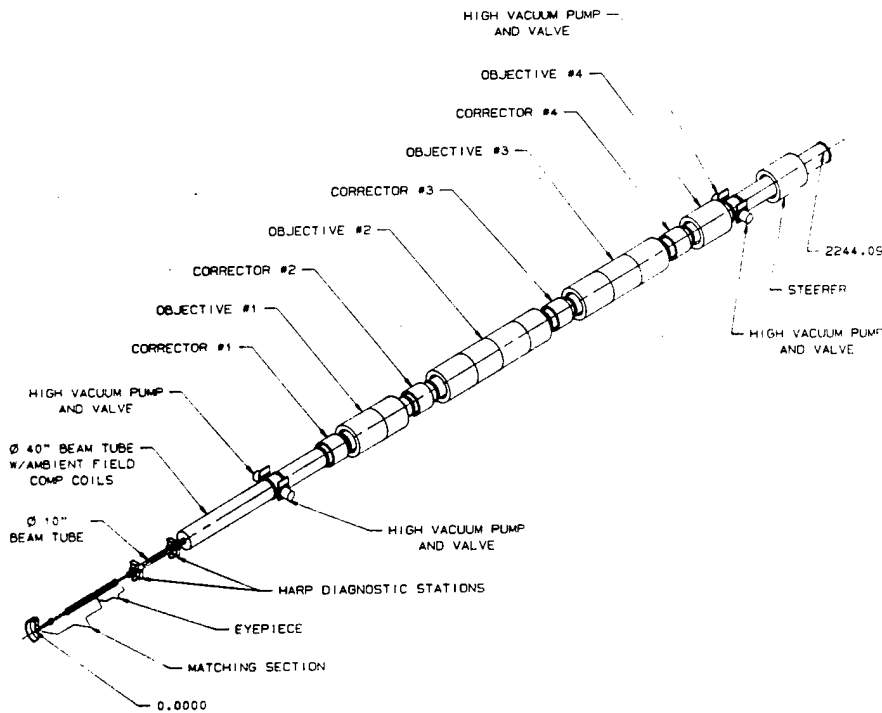 HIGH VACUUM PUMP
AND VALVE
OBJECTIVE #4
CORRECTOR #4
OBJECTIVE #3
CORRECTOR #3
OBJECTIVE #2
CORRECTOR #2
OBJECTIVE #1
CORRECTOR #1
HIGH VACUUM PUMP
AND VALVE
Ø 40" BEAM TUBE
W/AMBIENT FIELD
COMP COILS
Ø 10"
BEAM TUBE
2244.09
STEERER
HIGH VACUUM PUMP
AND VALVE
HIGH VACUUM PUMP
AND VALVE
HARP DIAGNOSTIC STATIONS
EYEPIECE
MATCHING SECTION
0.0000